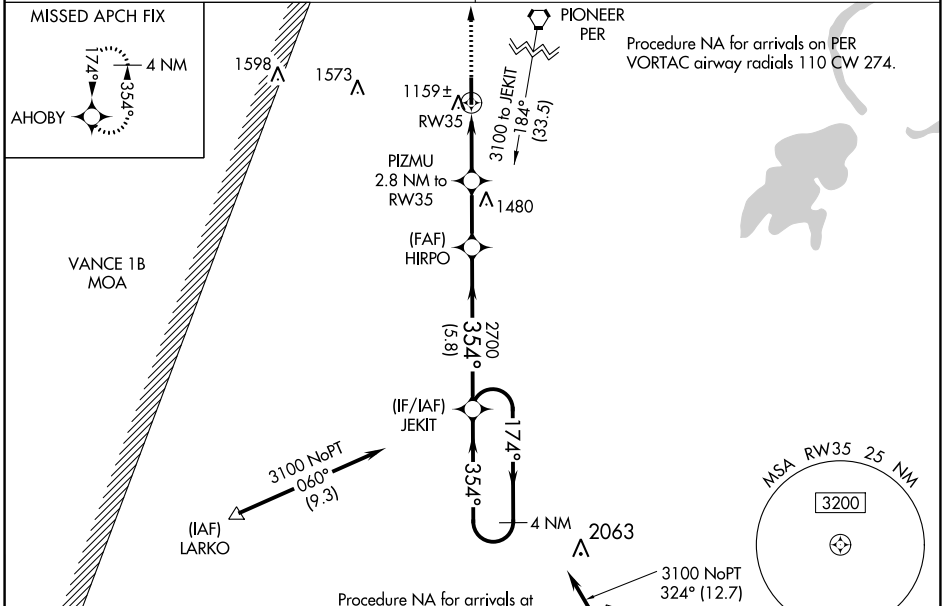 MISSED APCH FIX
174°
4 NM
354°
AHOBY
1598
1573
1159±
RW35
PIONEER
PER
3100 to JEKIT
184°
(33.5)
Procedure NA for arrivals on PER
VORTAC airway radials 110 CW 274.
PIZMU
2.8 NM to
RW35
1480
(FAF)
HIRPO
VANCE 1B
MOA
2700
354°
(5.8)
(IF/IAF)
JEKIT
174°
354°
4 NM
3100 NoPT
060°
(9.3)
(IAF)
LARKO
2063
MSA RW35 25 NM
3200
3100 NoPT
324° (12.7)
Procedure NA for arrivals at